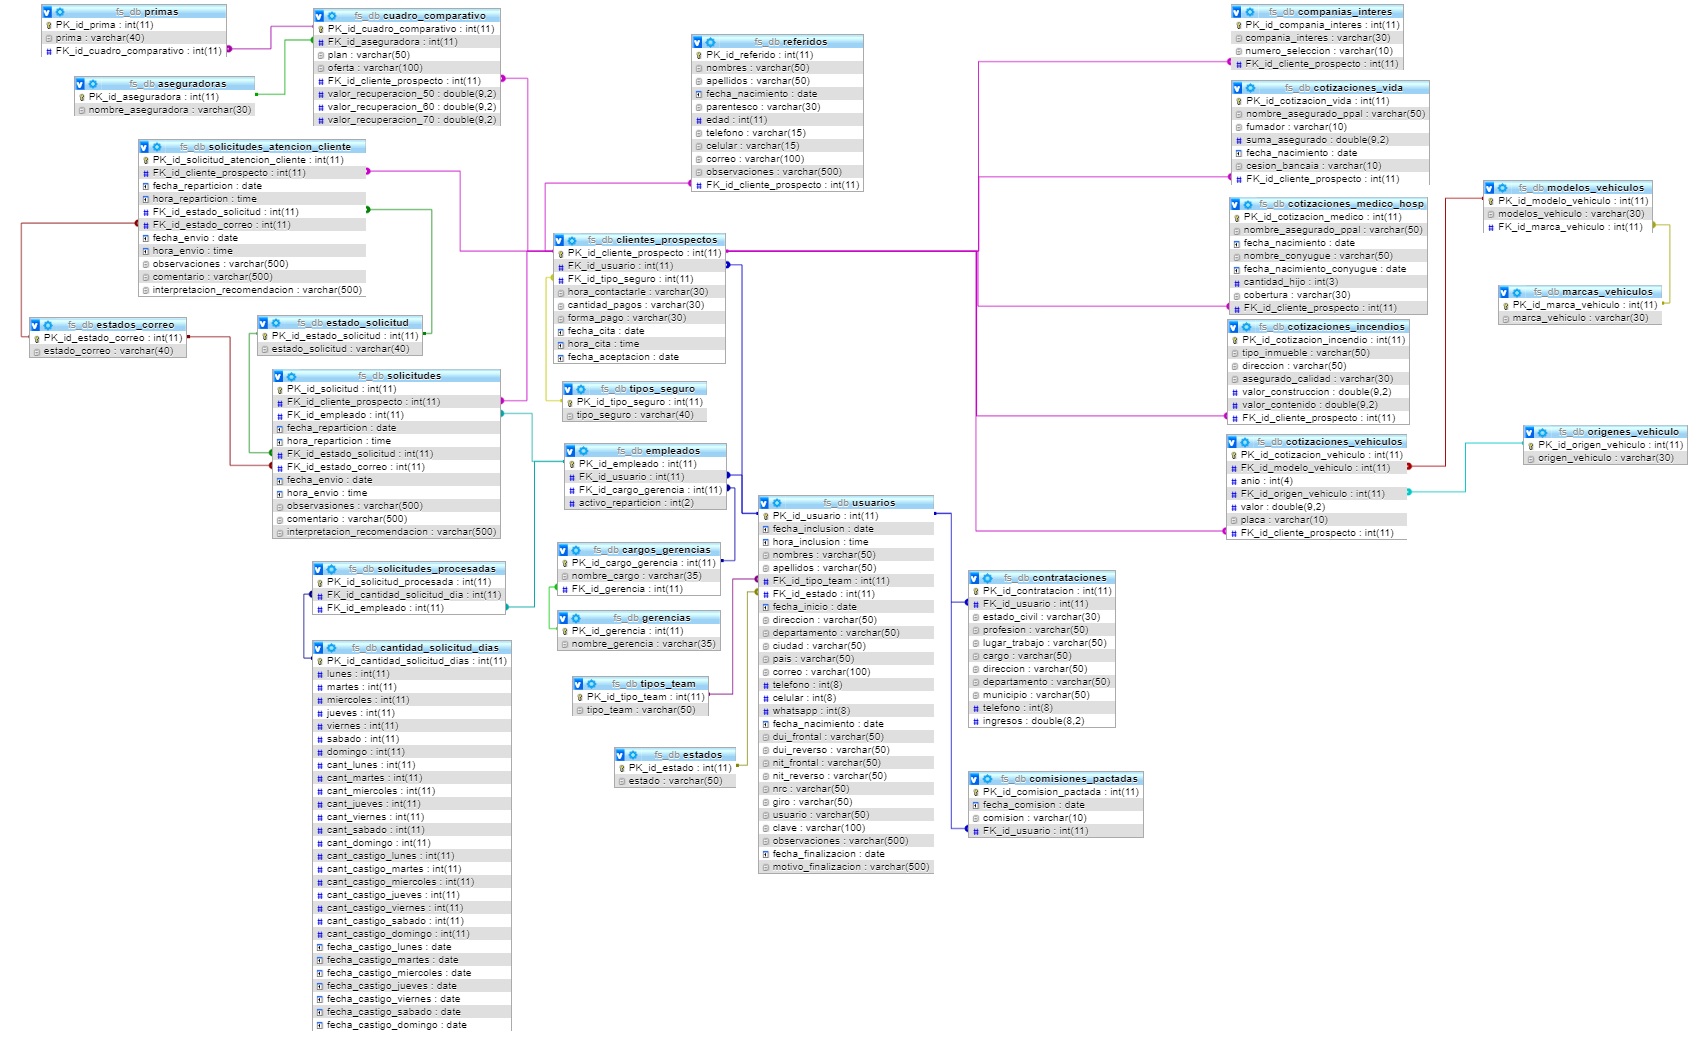 fs_db primas
PK_id_prima : int(11)
prima : varchar(40)
FK_id_cuadro_comparativo : int(11)
fs_db aseguradoras
PK_id_aseguradora : int(11)
nombre_aseguradora : varchar(30)
fs_db cuadro_comparativo
PK_id_cuadro_comparativo : int(11)
FK_id_aseguradora : int(11)
plan : varchar(50)
oferta : varchar(100)
FK_id_cliente_prospecto : int(11)
valor_recuperacion_50 : double(9,2)
valor_recuperacion_60 : double(9,2)
valor_recuperacion_70 : double(9,2)
fs_db solicitudes_atencion_cliente
PK_id_solicitud_atencion_cliente : int(11)
FK_id_cliente_prospecto : int(11)
fecha_reparticion : date
hora_reparticion : time
FK_id_estado_solicitud : int(11)
FK_id_estado_correo : int(11)
fecha_envio : date
hora_envio : time
observaciones : varchar(500)
comentario : varchar(500)
interpretacion_recomendacion : varchar(500)
fs_db estados_correo
PK_id_estado_correo : int(11)
estado_correo : varchar(40)
fs_db estado_solicitud
PK_id_estado_solicitud : int(11)
estado_solicitud : varchar(40)
fs_db solicitudes
PK_id_solicitud : int(11)
FK_id_cliente_prospecto : int(11)
FK_id_empleado : int(11)
fecha_reparticion : date
hora_reparticion : time
FK_id_estado_solicitud : int(11)
FK_id_estado_correo : int(11)
fecha_envio : date
hora_envio : time
observasiones : varchar(500)
comentario : varchar(500)
interpretacion_recomendacion : varchar(500)
fs_db solicitudes_procesadas
PK_id_solicitud_procesada : int(11)
FK_id_cantidad_solicitud_dia : int(11)
FK_id_empleado : int(11)
fs_db cantidad_solicitud_dias
PK_id_cantidad_solicitud_dias : int(11)
lunes : int(11)
martes : int(11)
miercoles : int(11)
jueves : int(11)
viernes : int(11)
sabado : int(11)
domingo : int(11)
cant_lunes : int(11)
cant_martes : int(11)
cant_miercoles : int(11)
cant_jueves : int(11)
cant_viernes : int(11)
cant_sabado : int(11)
cant_domingo : int(11)
cant_castigo_lunes : int(11)
cant_castigo_martes : int(11)
cant_castigo_miercoles : int(11)
cant_castigo_jueves : int(11)
cant_castigo_viernes : int(11)
cant_castigo_sabado : int(11)
cant_castigo_domingo : int(11)
fecha_castigo_lunes : date
fecha_castigo_martes : date
fecha_castigo_miercoles : date
fecha_castigo_jueves : date
fecha_castigo_viernes : date
fecha_castigo_sabado : date
fecha_castigo_domingo : date
fs_db referidos
PK_id_referido : int(11)
nombres : varchar(50)
apellidos : varchar(50)
fecha_nacimiento : date
parentesco : varchar(30)
edad : int(11)
telefono : varchar(15)
celular : varchar(15)
correo : varchar(100)
observaciones : varchar(500)
FK_id_cliente_prospecto : int(11)
fs_db clientes_prospectos
PK_id_cliente_prospecto : int(11)
FK_id_usuario : int(11)
FK_id_tipo_seguro : int(11)
hora_contactarle : varchar(30)
cantidad_pagos : varchar(30)
forma_pago : varchar(30)
fecha_cita : date
hora_cita : time
fecha_aceptacion : date
fs_db tipos_seguro
PK_id_tipo_seguro : int(11)
tipo_seguro : varchar(40)
fs_db empleados
PK_id_empleado : int(11)
FK_id_usuario : int(11)
FK_id_cargo_gerencia : int(11)
activo_reparticion : int(2)
fs_db cargos_gerencias
PK_id_cargo_gerencia : int(11)
nombre_cargo : varchar(35)
FK_id_gerencia : int(11)
fs_db gerencias
PK_id_gerencia : int(11)
nombre_gerencia : varchar(35)
fs_db tipos_team
PK_id_tipo_team : int(11)
tipo_team : varchar(50)
fs_db estados
PK_id_estado : int(11)
estado : varchar(50)
fs_db usuarios
PK_id_usuario : int(11)
fecha_inclusion : date
hora_inclusion : time
nombres : varchar(50)
apellidos : varchar(50)
FK_id_tipo_team : int(11)
FK_id_estado : int(11)
fecha_inicio : date
direccion : varchar(50)
departamento : varchar(50)
ciudad : varchar(50)
pais : varchar(50)
correo : varchar(100)
telefono : int(8)
celular : int(8)
whatsapp : int(8)
fecha_nacimiento : date
dui_frontal : varchar(50)
dui_reverso : varchar(50)
nit_frontal : varchar(50)
nit_reverso : varchar(50)
nrc : varchar(50)
giro : varchar(50)
usuario : varchar(50)
clave : varchar(100)
observaciones : varchar(500)
fecha_finalizacion : date
motivo_finalizacion : varchar(500)
fs_db contrataciones
PK_id_contratacion : int(11)
FK_id_usuario : int(11)
estado_civil : varchar(30)
profesion : varchar(50)
lugar_trabajo : varchar(50)
cargo : varchar(50)
direccion : varchar(50)
departamento : varchar(50)
municipio : varchar(50)
telefono : int(8)
ingresos : double(8,2)
fs_db comisiones_pactadas
PK_id_comision_pactada : int(11)
fecha_comision : date
comision : varchar(10)
FK_id_usuario : int(11)
fs_db companias_interes
PK_id_compania_interes : int(11)
compania_interes : varchar(30)
numero_seleccion : varchar(10)
FK_id_cliente_prospecto : int(11)
fs_db cotizaciones_vida
PK_id_cotizacion_vida : int(11)
nombre_asegurado_ppal : varchar(50)
fumador : varchar(10)
suma_asegurado : double(9,2)
fecha_nacimiento : date
cesion_bancaia : varchar(10)
FK_id_cliente_prospecto : int(11)
fs_db cotizaciones_medico_hosp
PK_id_cotizacion_medico : int(11)
nombre_asegurado_ppal : varchar(50)
fecha_nacimiento : date
nombre_conyugue : varchar(50)
fecha_nacimiento_conyugue : date
cantidad_hijo : int(3)
cobertura : varchar(30)
FK_id_cliente_prospecto : int(11)
fs_db cotizaciones_incendios
PK_id_cotizacion_incendio : int(11)
tipo_inmueble : varchar(50)
direccion : varchar(50)
asegurado_calidad : varchar(30)
valor_construccion : double(9,2)
valor_contenido : double(9,2)
FK_id_cliente_prospecto : int(11)
fs_db cotizaciones_vehiculos
PK_id_cotizacion_vehiculo : int(11)
FK_id_modelo_vehiculo : int(11)
anio : int(4)
FK_id_origen_vehiculo : int(11)
valor : double(9,2)
placa : varchar(10)
FK_id_cliente_prospecto : int(11)
fs_db modelos_vehiculos
PK_id_modelo_vehiculo : int(11)
modelos_vehiculo : varchar(30)
FK_id_marca_vehiculo : int(11)
fs_db marcas_vehiculos
PK_id_marca_vehiculo : int(11)
marca_vehiculo : varchar(30)
fs_db origenes_vehiculo
PK_id_origen_vehiculo : int(11)
origen_vehiculo : varchar(30)